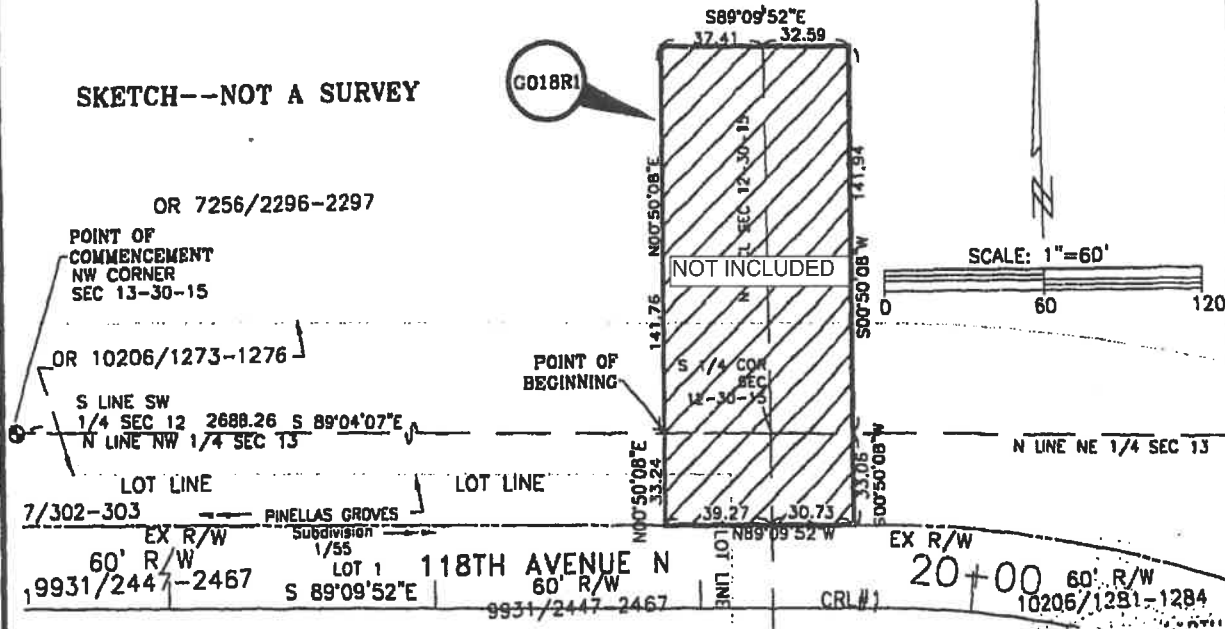 S89°09'52"E
37.41 32.59
G018R1
SKETCH--NOT A SURVEY
OR 7256/2296-2297
POINT OF
COMMENCEMENT
NW CORNER
SEC 13-30-15
N00°50'08"E
141.76
SEC 12-30-15
141.94
S00°50'08"W
NOT INCLUDED
N
SCALE: 1"=60'
0 60 120
OR 10206/1273-1276
POINT OF
BEGINNING
S 1/4 COR
SEC
12-30-15
S LINE SW
1/4 SEC 12 2688.26 S 89°04'07"E
N LINE NW 1/4 SEC 13
N LINE NE 1/4 SEC 13
N00°50'08"E
33.24
33.06
S00°50'08"W
LOT LINE LOT LINE
7/302-303
PINELLAS GROVES
Subdivision
1/55
LOT 1
39.27 30.73
N89°09'52"W
LOT LINE
EX R/W
60' R/W
9931/2447-2467
S 89°09'52"E
118TH AVENUE N
60' R/W
9931/2447-2467
CRL#1
EX R/W
20+00
60' R/W
10206/1281-1284